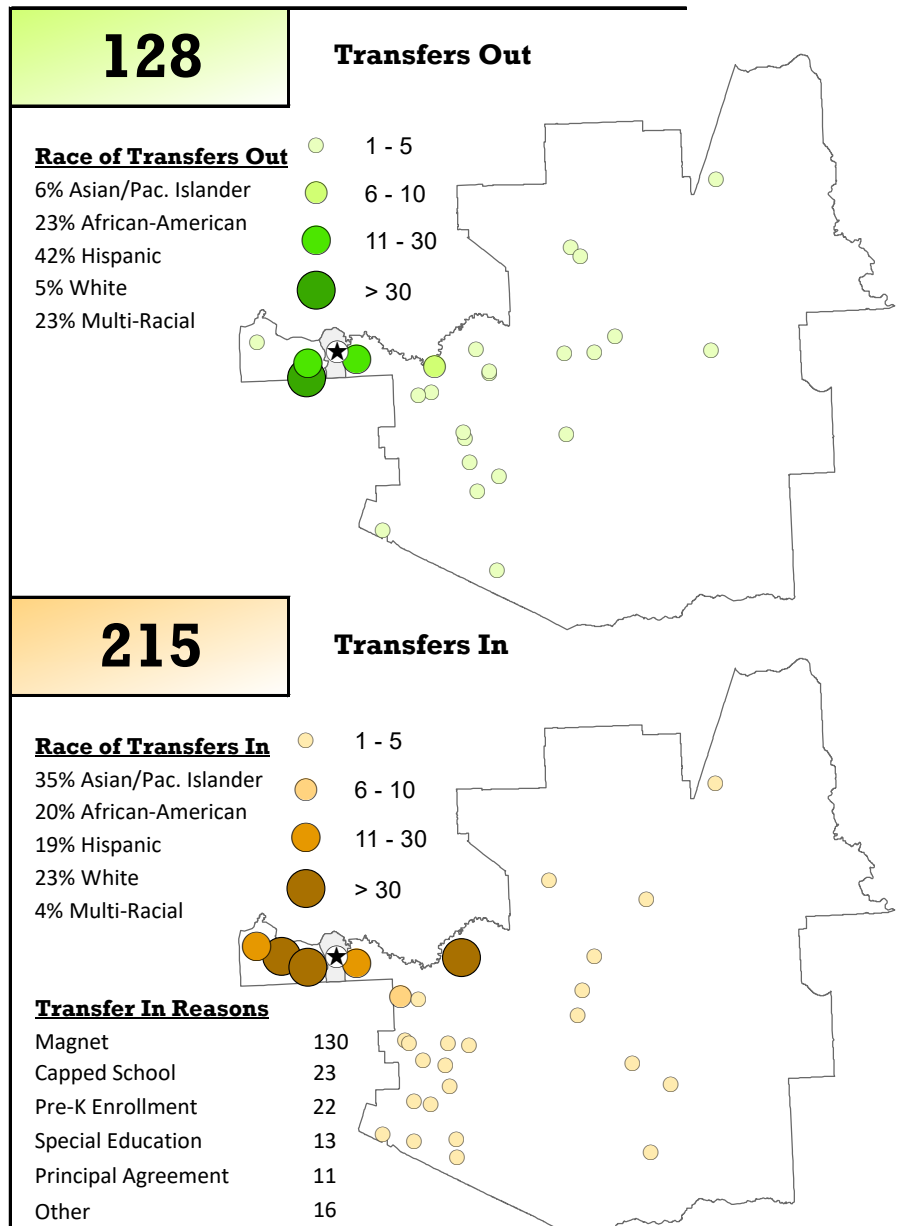 128
Transfers Out
Race of Transfers Out
6% Asian/Pac. Islander
23% African-American
42% Hispanic
5% White
23% Multi-Racial
1 - 5
6 - 10
11 - 30
> 30
215
Transfers In
Race of Transfers In
35% Asian/Pac. Islander
20% African-American
19% Hispanic
23% White
4% Multi-Racial
1 - 5
6 - 10
11 - 30
> 30
Transfer In Reasons
Magnet 130
Capped School 23
Pre-K Enrollment 22
Special Education 13
Principal Agreement 11
Other 16